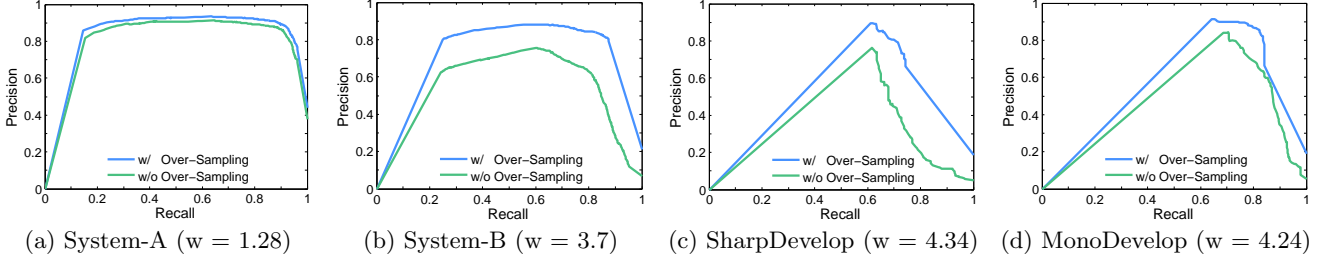 Precision
1
0.8
0.6
0.4
0.2
0
0 0.2 0.4 0.6 0.8 1
Recall
w/ Over-Sampling
w/o Over-Sampling
(a) System-A (w = 1.28)
Precision
1
0.8
0.6
0.4
0.2
0
0 0.2 0.4 0.6 0.8 1
Recall
w/ Over-Sampling
w/o Over-Sampling
(b) System-B (w = 3.7)
Precision
1
0.8
0.6
0.4
0.2
0
0 0.2 0.4 0.6 0.8 1
Recall
w/ Over-Sampling
w/o Over-Sampling
(c) SharpDevelop (w = 4.34)
Precision
1
0.8
0.6
0.4
0.2
0
0 0.2 0.4 0.6 0.8 1
Recall
w/ Over-Sampling
w/o Over-Sampling
(d) MonoDevelop (w = 4.24)